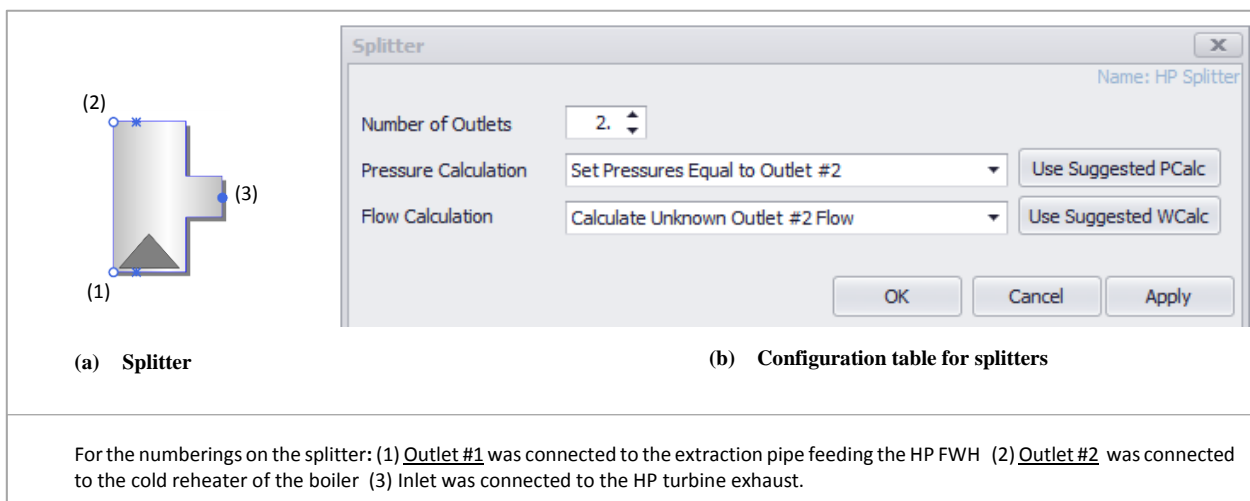 Splitter
Name: HP Splitter
(2)
Number of Outlets 2.
Pressure Calculation Set Pressures Equal to Outlet #2 Use Suggested PCalc
(3)
Flow Calculation Calculate Unknown Outlet #2 Flow Use Suggested WCalc
(1)
OK Cancel Apply
(a) Splitter
(b) Configuration table for splitters
For the numberings on the splitter: (1) Outlet #1 was connected to the extraction pipe feeding the HP FWH (2) Outlet #2 was connected
to the cold reheater of the boiler (3) Inlet was connected to the HP turbine exhaust.